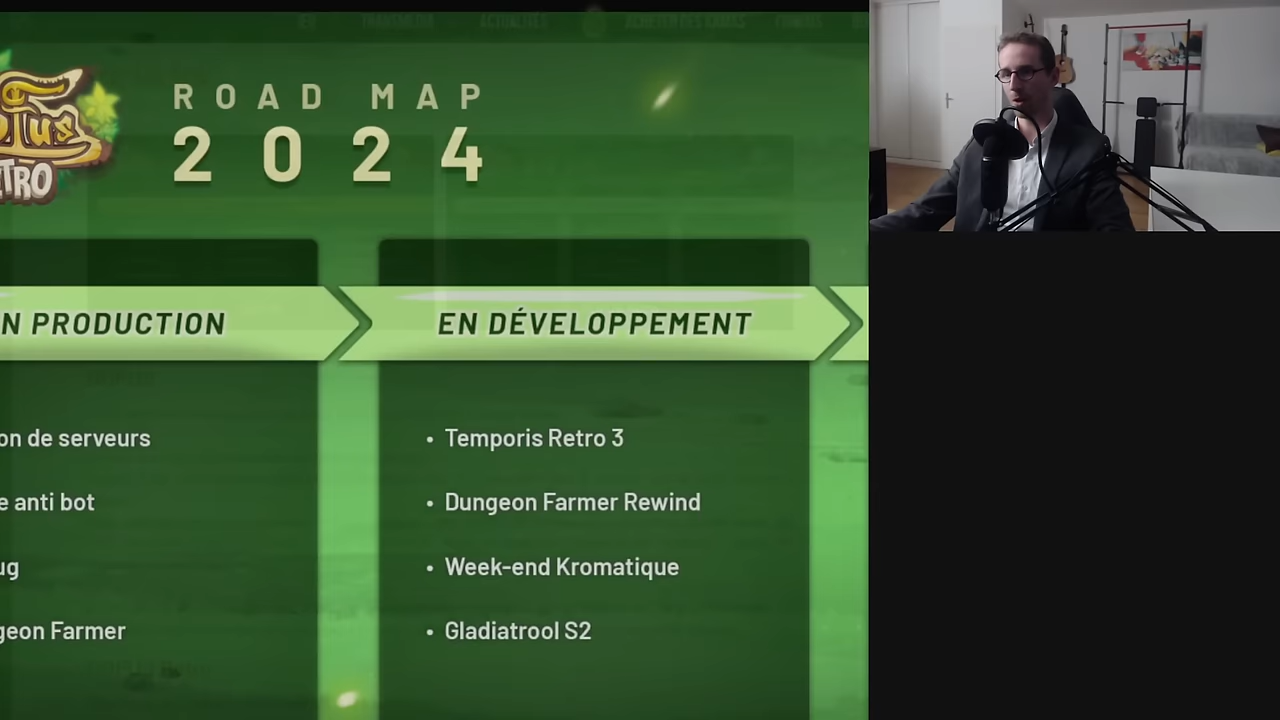 ROAD MAP
2024
TRO
N PRODUCTION
on de serveurs
e anti bot
ug
geon Farmer
EN DÉVELOPPEMENT
• Temporis Retro 3
• Dungeon Farmer Rewind
• Week-end Kromatique
• Gladiatrool S2